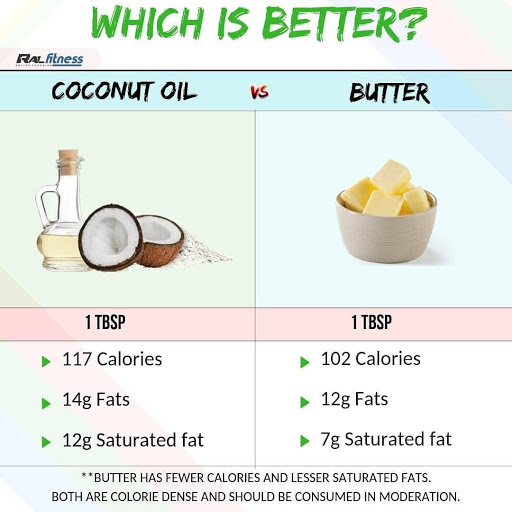 WHICH IS BETTER?
RAL fitness
COCONUT OIL VS BUTTER
1 TBSP
117 Calories
14g Fats
12g Saturated fat
1 TBSP
102 Calories
12g Fats
7g Saturated fat
**BUTTER HAS FEWER CALORIES AND LESSER SATURATED FATS.
BOTH ARE COLORIE DENSE AND SHOULD BE CONSUMED IN MODERATION.